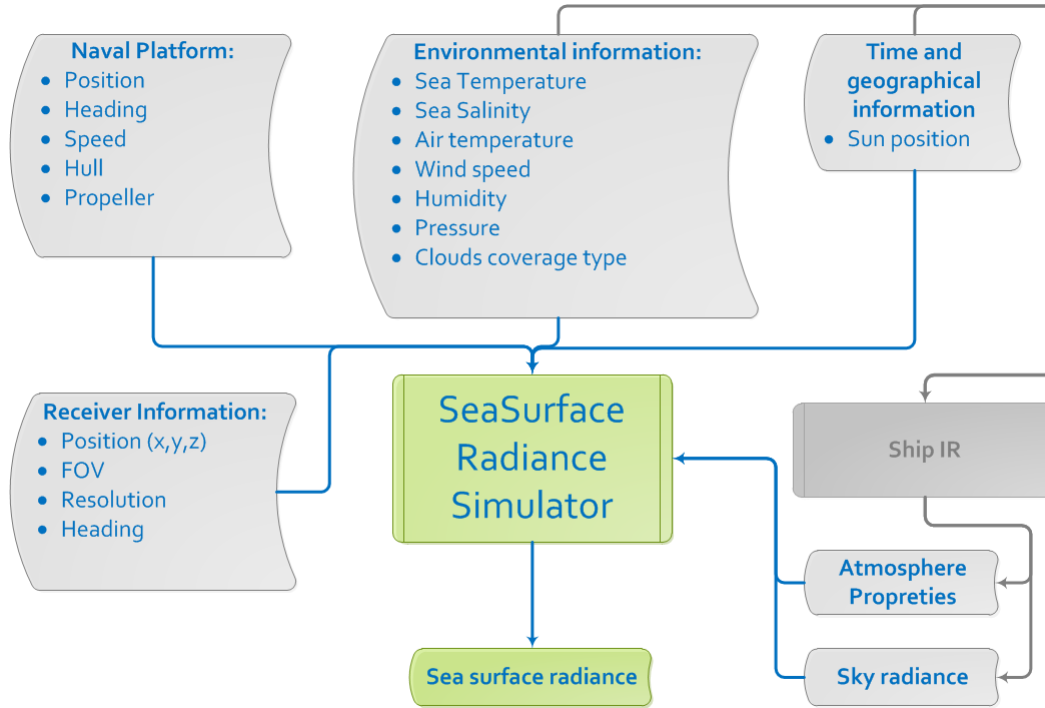 Naval Platform:
• Position
• Heading
• Speed
• Hull
• Propeller
Environmental information:
• Sea Temperature
• Sea Salinity
• Air temperature
• Wind speed
• Humidity
• Pressure
• Clouds coverage type
Time and
geographical
information
• Sun position
Receiver Information:
• Position (x,y,z)
• FOV
• Resolution
• Heading
SeaSurface
Radiance
Simulator
Ship IR
Atmosphere
Propreties
Sky radiance
Sea surface radiance